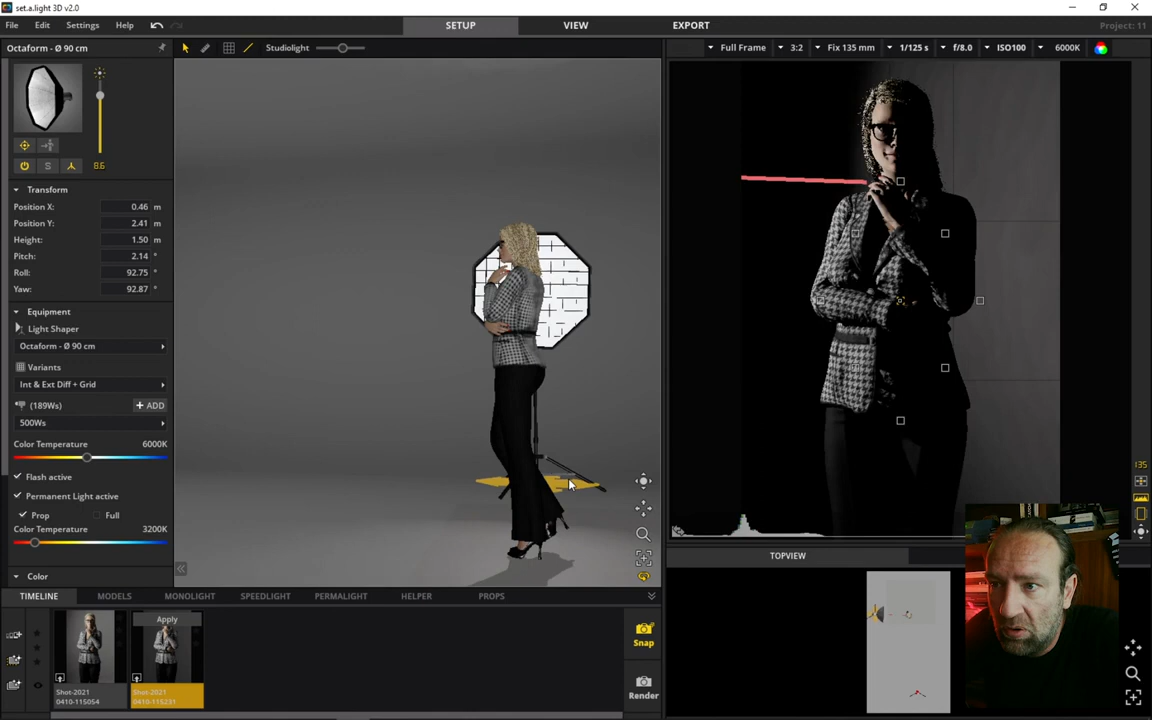 set.a.light 3D v2.0
File Edit Settings Help
SETUP VIEW EXPORT
Project: 11
Octaform - Ø 90 cm
Studiolight
Full Frame 3:2 Fix 135 mm 1/125 s f/8.0 ISO100 6000K
S
8.6
Transform
Position X: 0.46 m
Position Y: 2.41 m
Height: 1.50 m
Pitch: 2.14 °
Roll: 92.75 °
Yaw: 92.87 °
Equipment
Light Shaper
Octaform - Ø 90 cm
Variants
Int & Ext Diff + Grid
(189Ws) + ADD
500Ws
Color Temperature 6000K
Flash active
Permanent Light active
Prop Full
Color Temperature 3200K
Color
135
TOPVIEW
TIMELINE MODELS MONOLIGHT SPEEDLIGHT PERMALIGHT HELPER PROPS
Apply
Shot-2021
0410-115054
Shot-2021
0410-115231
Snap
Render